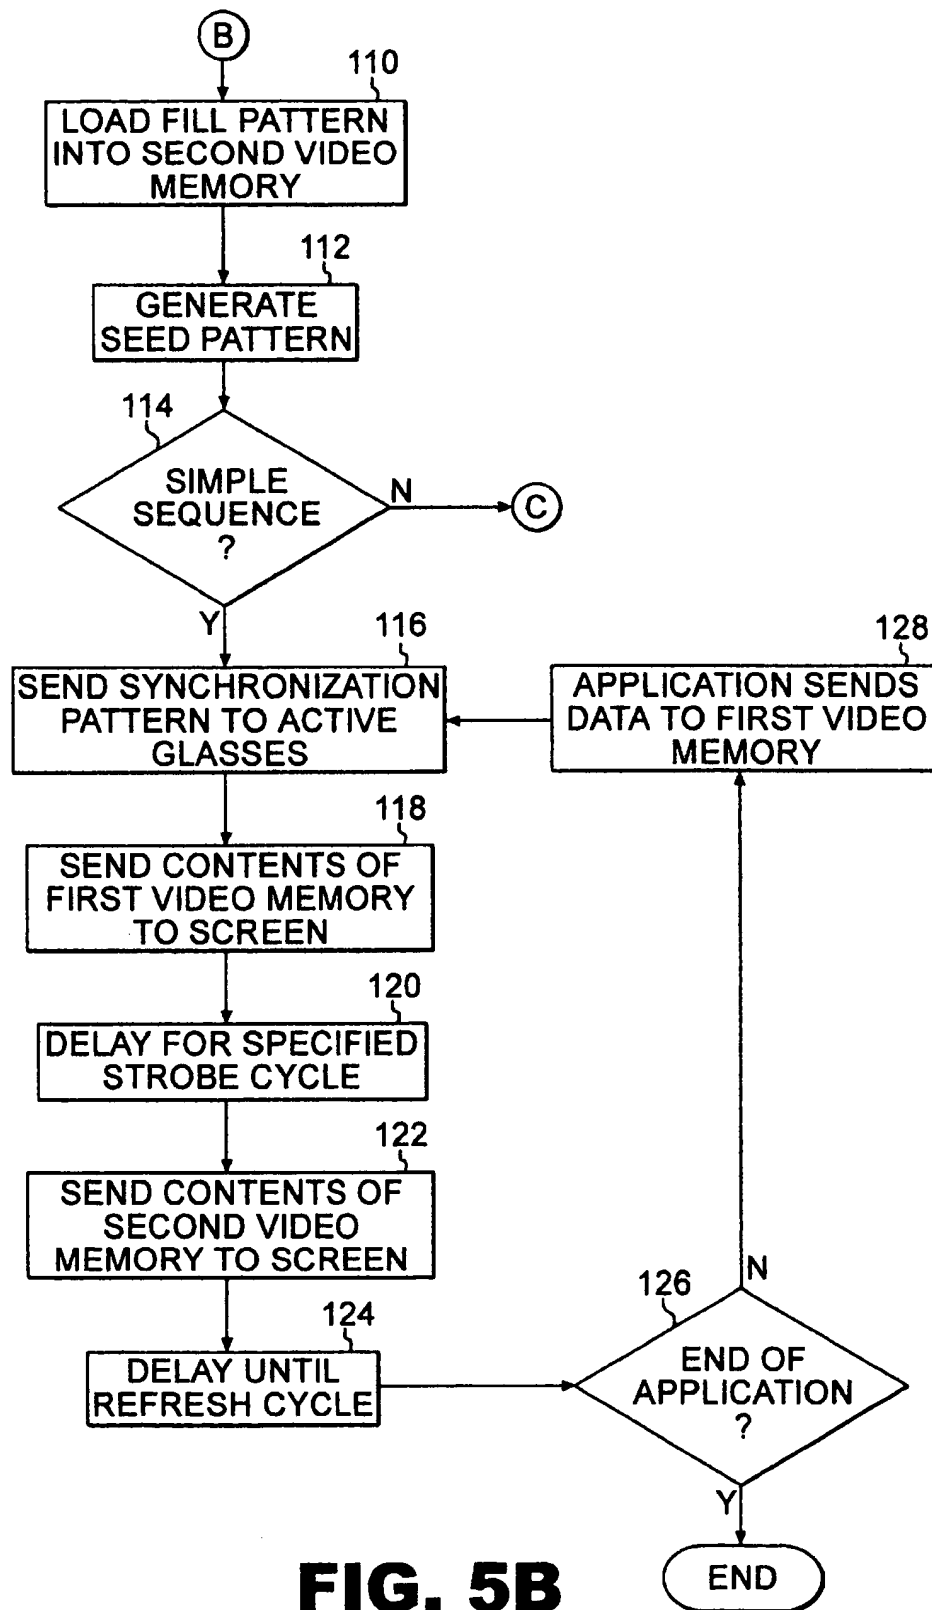 B
110
LOAD FILL PATTERN
INTO SECOND VIDEO
MEMORY
112
GENERATE
SEED PATTERN
114
SIMPLE
SEQUENCE
?
N
C
Y
116
SEND SYNCHRONIZATION
PATTERN TO ACTIVE
GLASSES
128
APPLICATION SENDS
DATA TO FIRST VIDEO
MEMORY
118
SEND CONTENTS OF
FIRST VIDEO MEMORY
TO SCREEN
120
DELAY FOR SPECIFIED
STROBE CYCLE
122
SEND CONTENTS OF
SECOND VIDEO
MEMORY TO SCREEN
124
DELAY UNTIL
REFRESH CYCLE
126
END OF
APPLICATION
?
N
Y
END
FIG. 5B